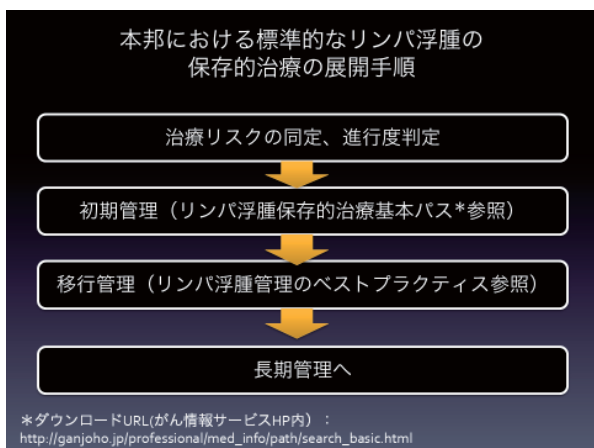 本邦における標準的なリンパ浮腫の
保存的治療の展開手順
治療リスクの同定、進行度判定
初期管理（リンパ浮腫保存的治療基本パス*参照）
移行管理（リンパ浮腫管理のベストプラクティス参照）
長期管理へ
＊ダウンロードURL(がん情報サービスHP内）：
http://ganjoho.jp/professional/med_info/path/search_basic.html